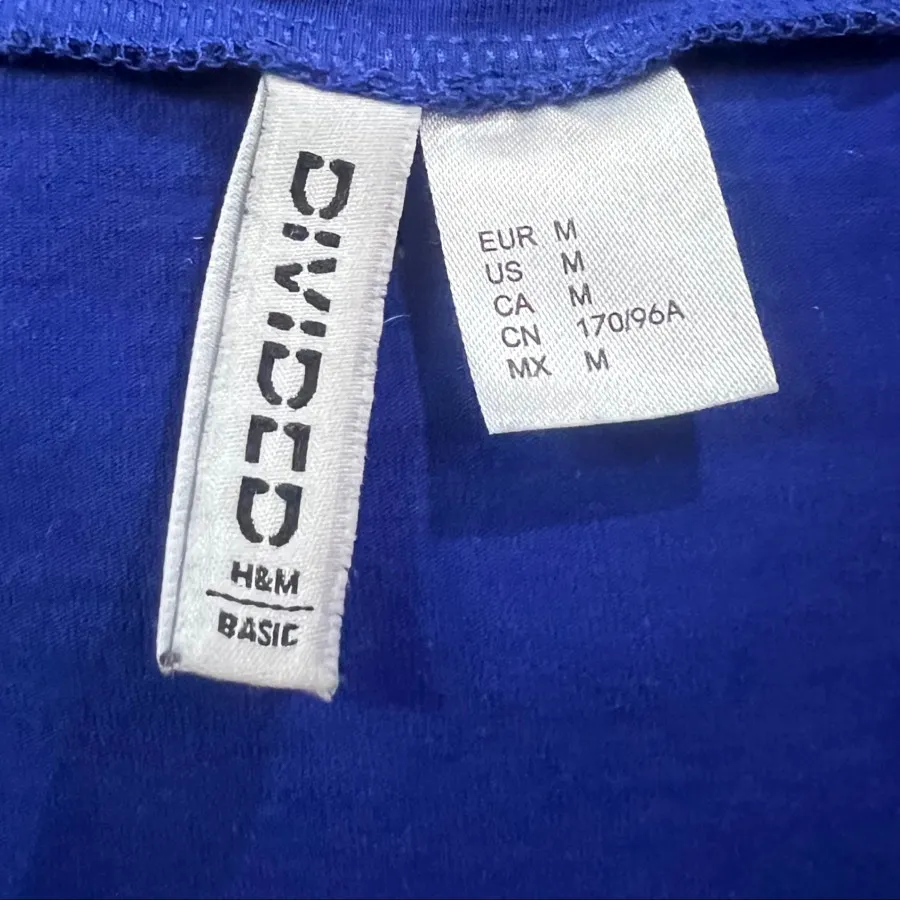 DIVIDED
H&M
BASIC
EUR M
US M
CA M
CN 170/96A
MX M